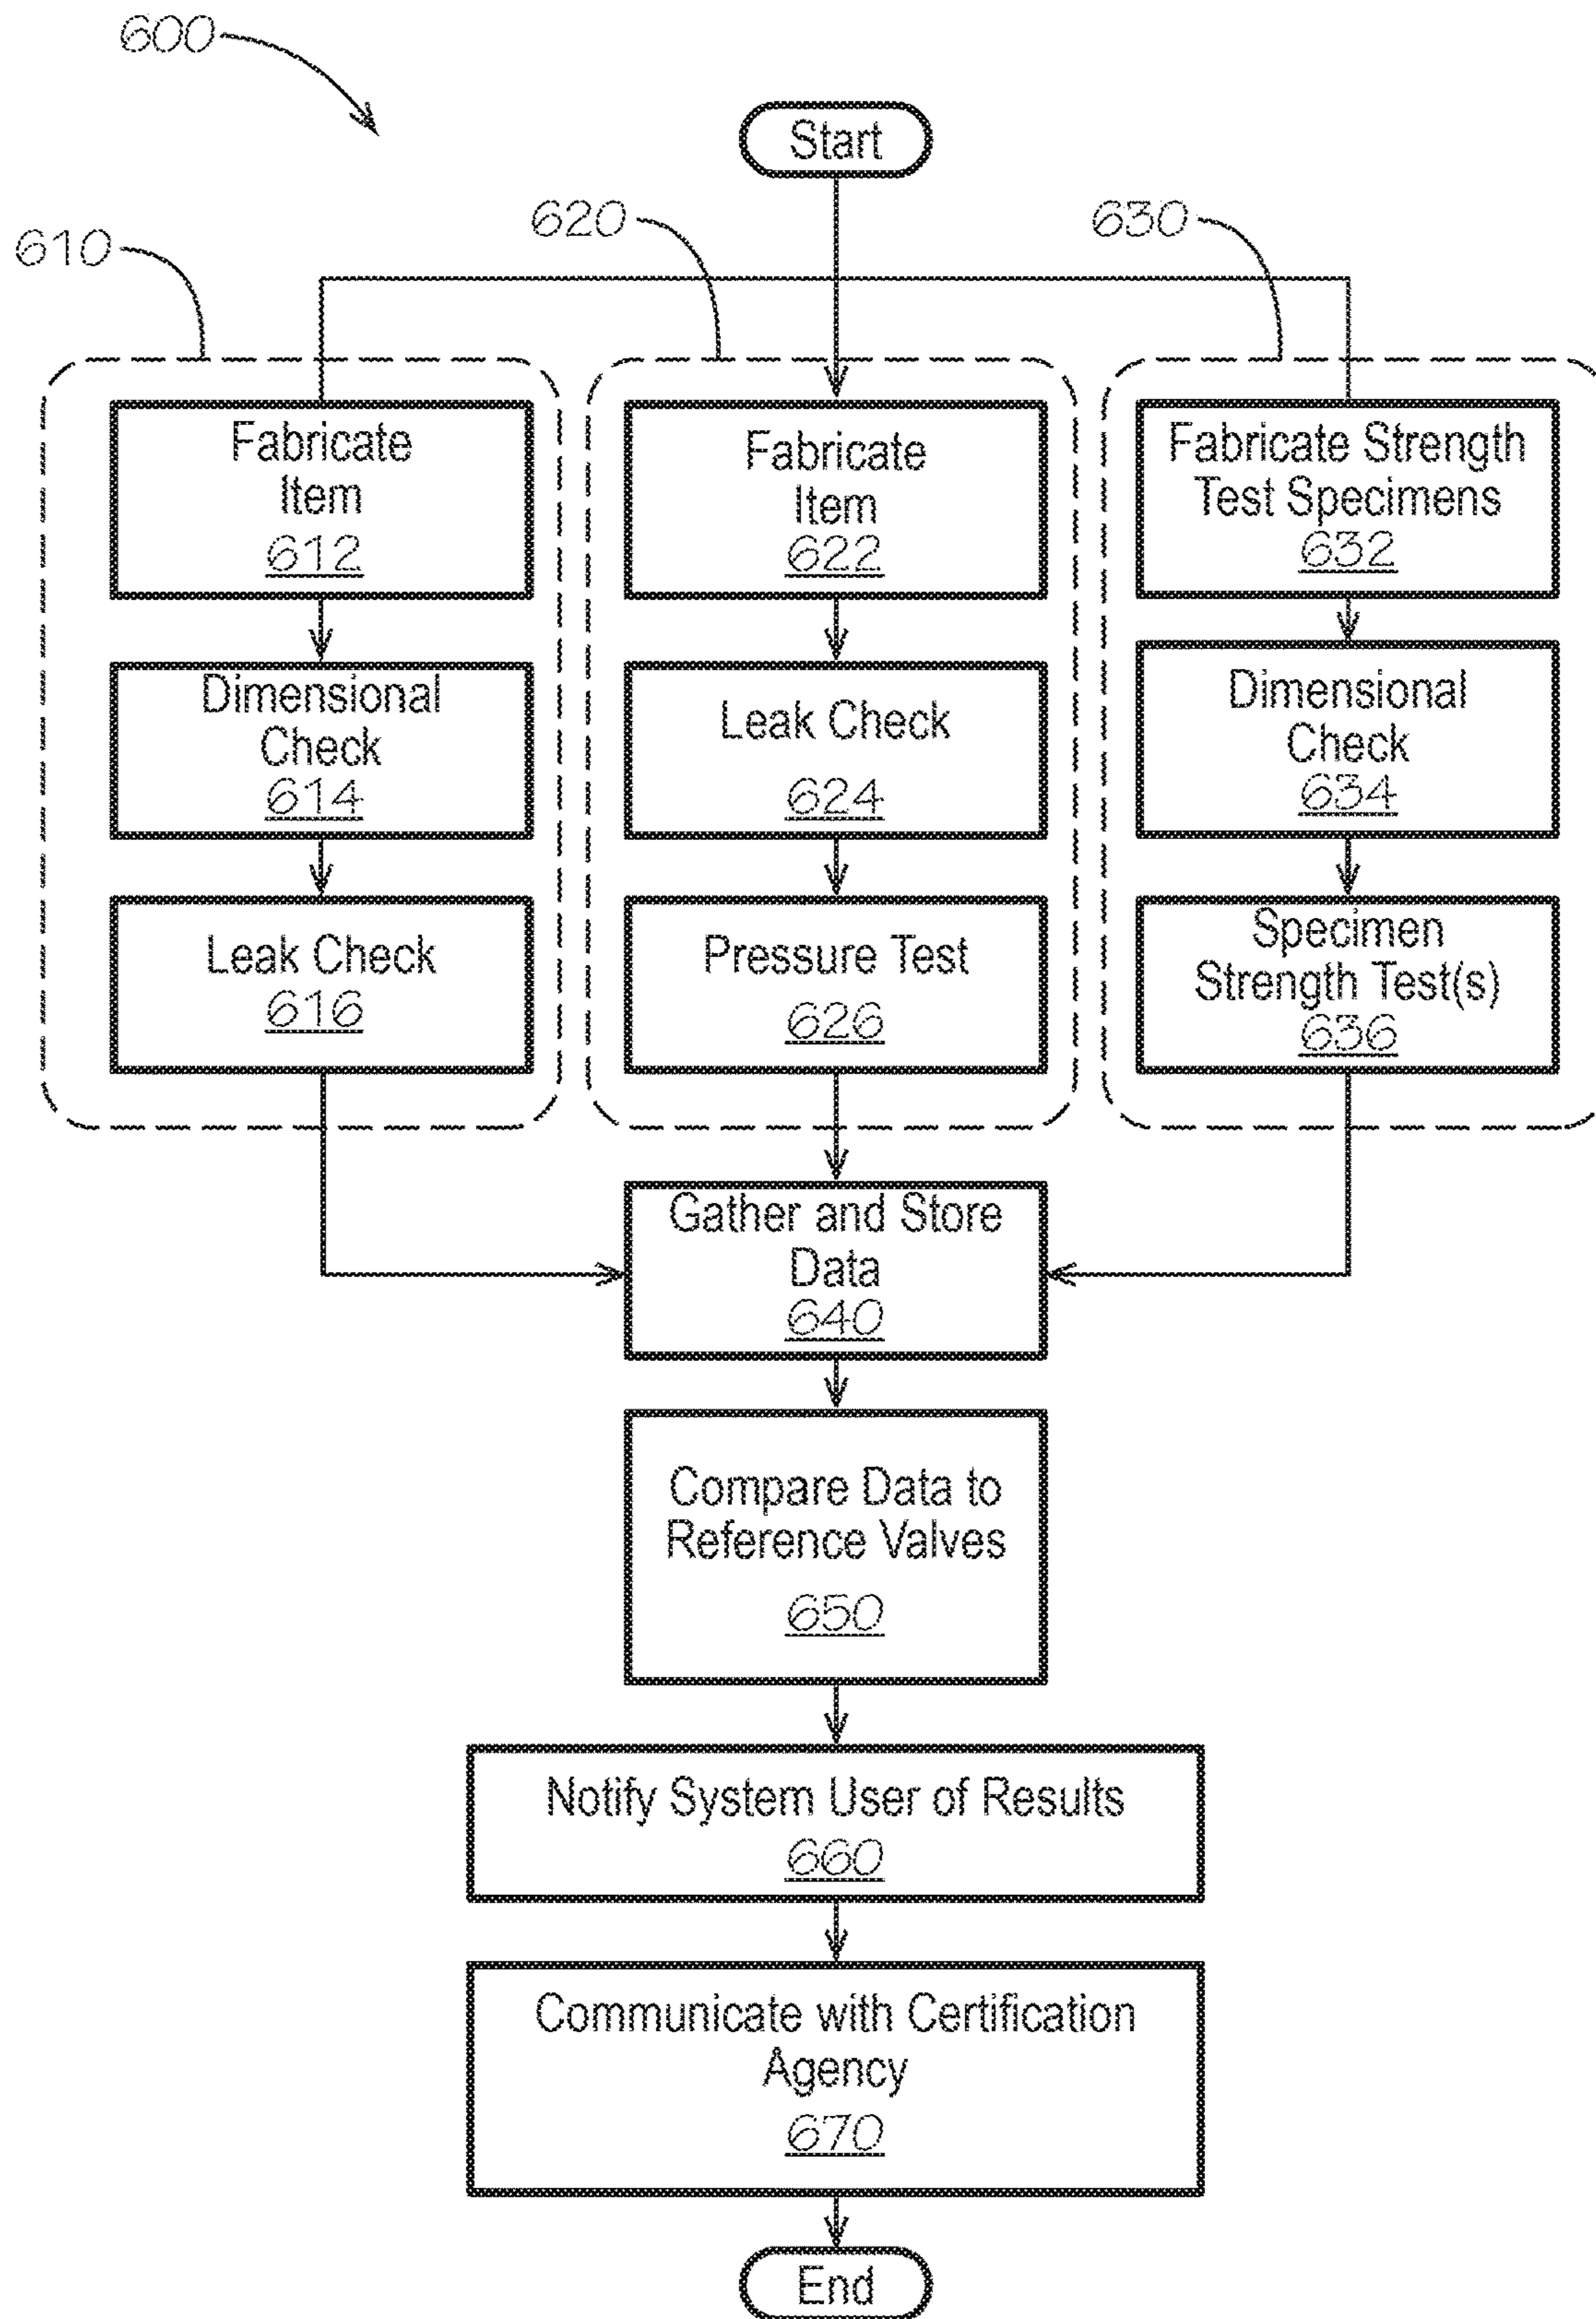 600
Start
610
620
630
Fabricate
Item
612
Dimensional
Check
614
Leak Check
616
Fabricate
Item
622
Leak Check
624
Pressure Test
626
Fabricate Strength
Test Specimens
632
Dimensional
Check
634
Specimen
Strength Test(s)
636
Gather and Store
Data
640
Compare Data to
Reference Valves
650
Notify System User of Results
660
Communicate with Certification
Agency
670
End